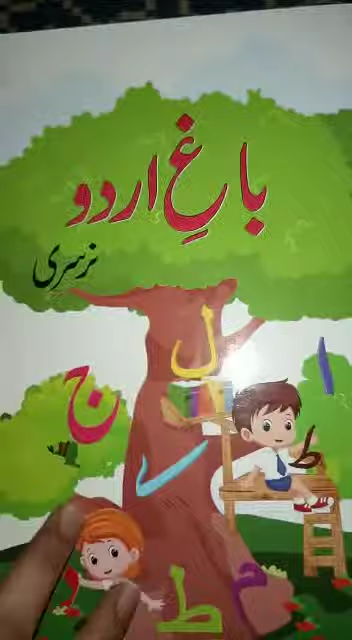 باغِ اردو
نرسری
ل
ا
ج
ے
ط